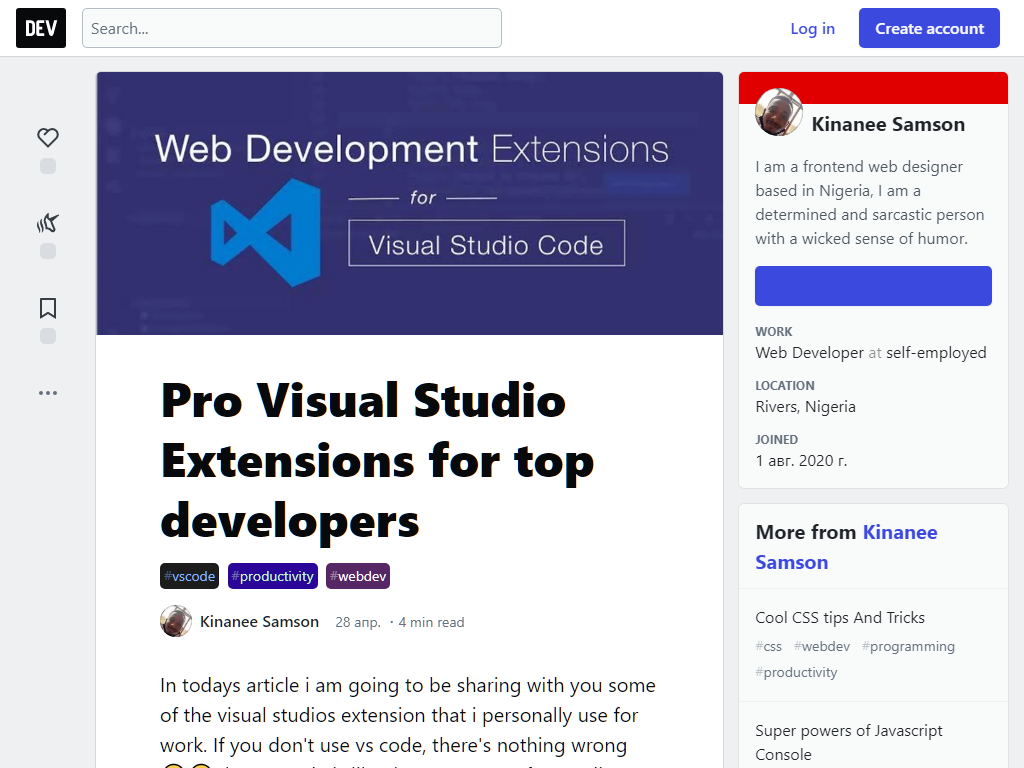 DEV
Search...
Log in
Create account
Web Development Extensions
for
Visual Studio Code
Pro Visual Studio
Extensions for top
developers
#vscode #productivity #webdev
Kinanee Samson 28 апр. · 4 min read
In todays article i am going to be sharing with you some
of the visual studios extension that i personally use for
work. If you don't use vs code, there's nothing wrong
Kinanee Samson
I am a frontend web designer
based in Nigeria, I am a
determined and sarcastic person
with a wicked sense of humor.
WORK
Web Developer at self-employed
LOCATION
Rivers, Nigeria
JOINED
1 авг. 2020 г.
More from Kinanee
Samson
Cool CSS tips And Tricks
#css #webdev #programming
#productivity
Super powers of Javascript
Console